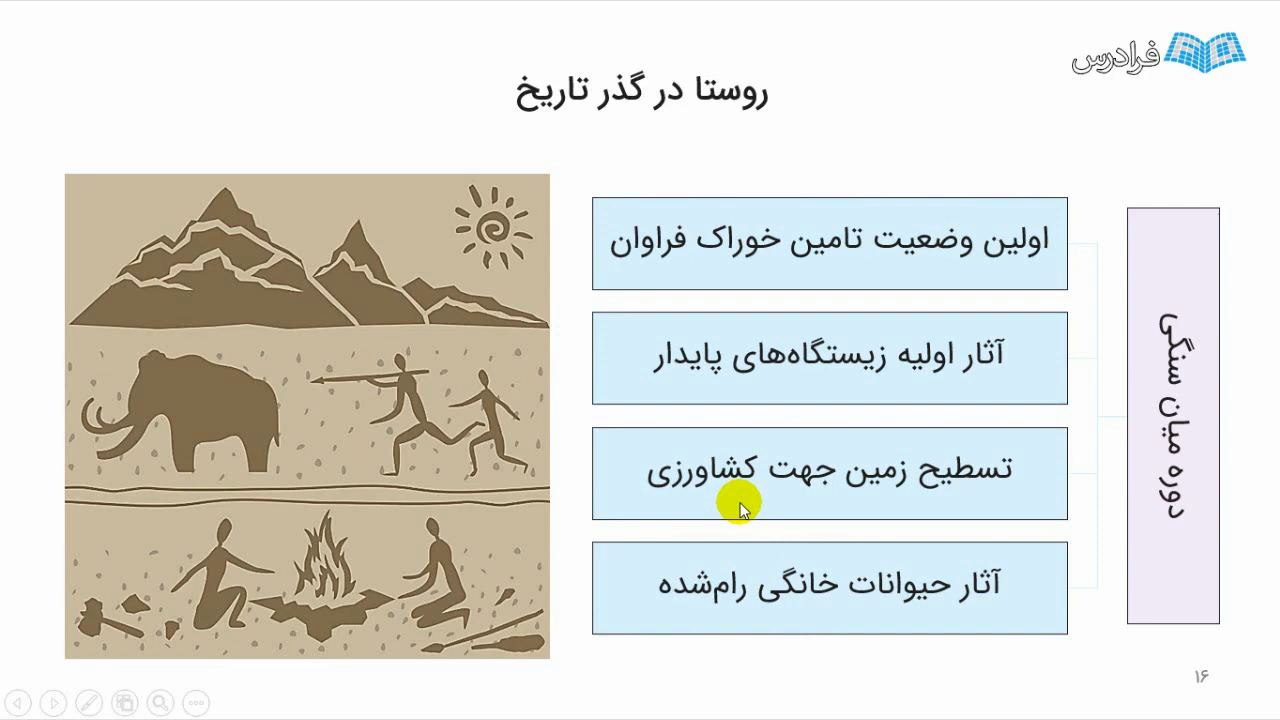 فرادرس
روستا در گذر تاریخ
دوره میان سنگی
اولین وضعیت تامین خوراک فراوان
آثار اولیه زیستگاه‌های پایدار
تسطیح زمین جهت کشاورزی
آثار حیوانات خانگی رام‌شده
۱۶